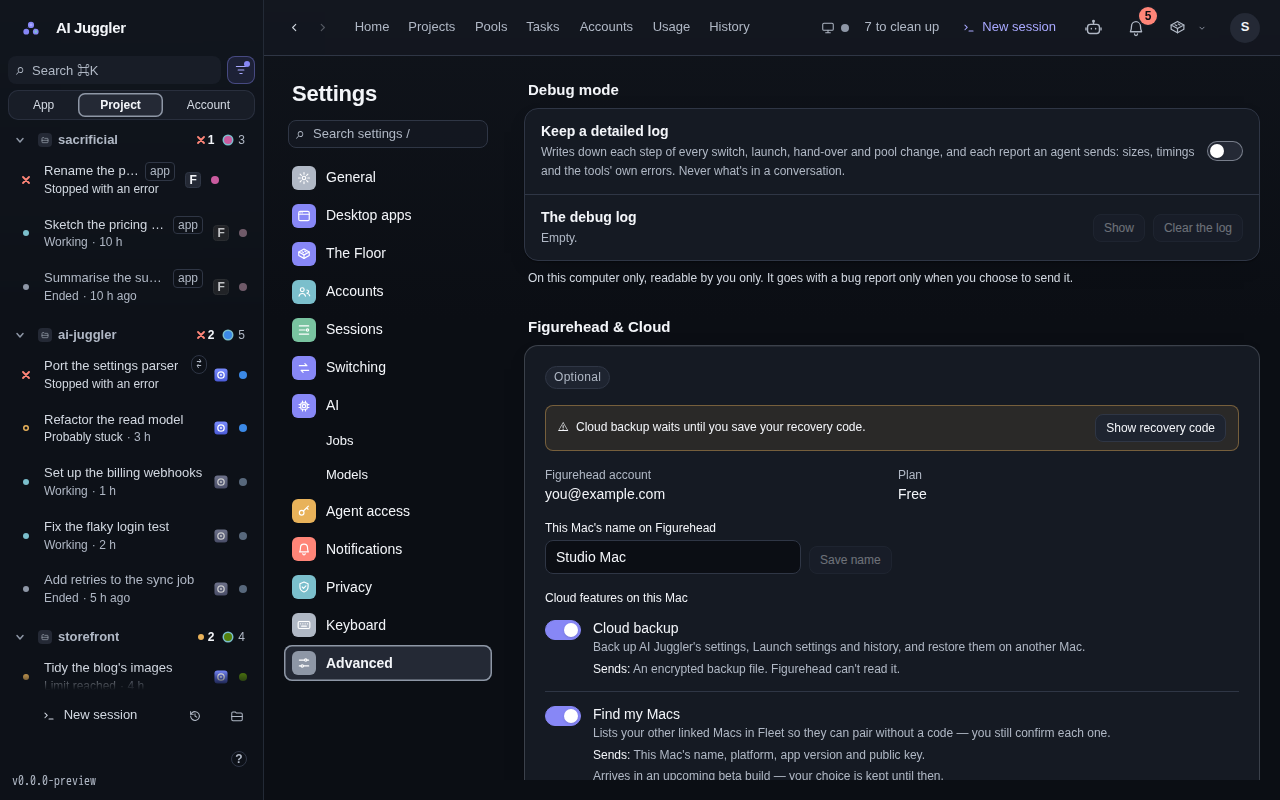 AI Juggler
Search ⌘K
App
Project
Account
sacrificial
1
3
Rename the p…
app
Stopped with an error
F
Sketch the pricing …
app
Working · 10 h
F
Summarise the su…
app
Ended · 10 h ago
F
ai-juggler
2
5
Port the settings parser
Stopped with an error
Refactor the read model
Probably stuck · 3 h
Set up the billing webhooks
Working · 1 h
Fix the flaky login test
Working · 2 h
Add retries to the sync job
Ended · 5 h ago
storefront
2
4
Tidy the blog's images
Limit reached · 4 h
New session
?
v0.0.0-preview
Home
Projects
Pools
Tasks
Accounts
Usage
History
7 to clean up
New session
5
S
Settings
Search settings /
General
Desktop apps
The Floor
Accounts
Sessions
Switching
AI
Jobs
Models
Agent access
Notifications
Privacy
Keyboard
Advanced
Debug mode
Keep a detailed log
Writes down each step of every switch, launch, hand-over and pool change, and each report an agent sends: sizes, timings
and the tools' own errors. Never what's in a conversation.
The debug log
Empty.
Show
Clear the log
On this computer only, readable by you only. It goes with a bug report only when you choose to send it.
Figurehead & Cloud
Optional
Cloud backup waits until you save your recovery code.
Show recovery code
Figurehead account
Plan
you@example.com
Free
This Mac's name on Figurehead
Studio Mac
Save name
Cloud features on this Mac
Cloud backup
Back up AI Juggler's settings, Launch settings and history, and restore them on another Mac.
Sends: An encrypted backup file. Figurehead can't read it.
Find my Macs
Lists your other linked Macs in Fleet so they can pair without a code — you still confirm each one.
Sends: This Mac's name, platform, app version and public key.
Arrives in an upcoming beta build — your choice is kept until then.